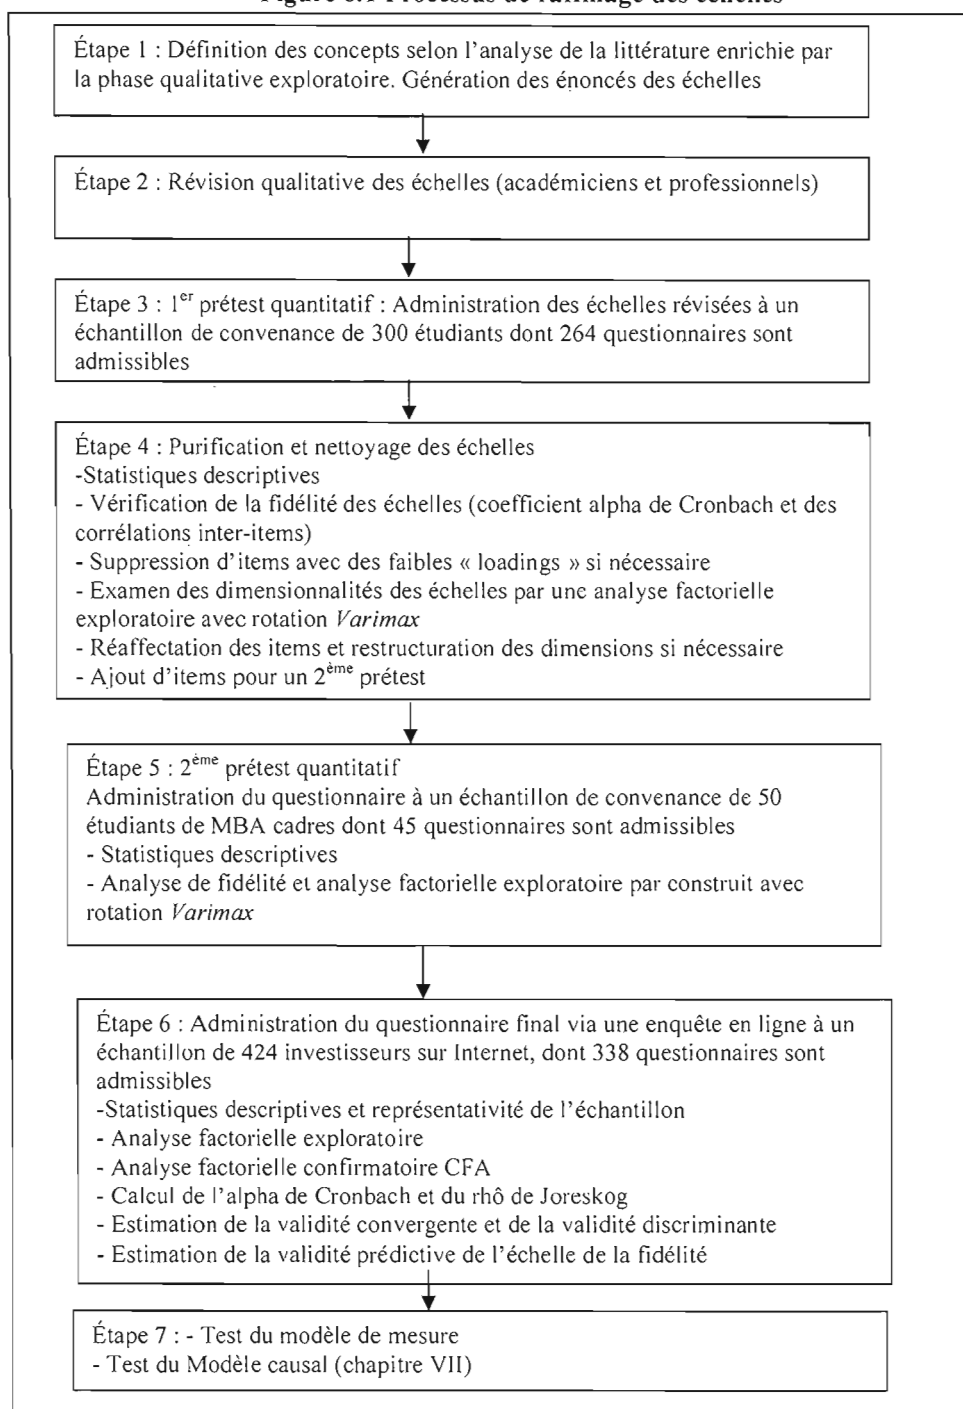 Étape 1 : Définition des concepts selon l'analyse de la littérature enrichie par
la phase qualitative exploratoire. Génération des énoncés des échelles
Étape 2 : Révision qualitative des échelles (académiciens et professionnels)
Étape 3 : 1er prétest quantitatif : Administration des échelles révisées à un
échantillon de convenance de 300 étudiants dont 264 questionnaires sont
admissibles
Étape 4 : Purification et nettoyage des échelles
-Statistiques descriptives
- Vérification de la fidélité des échelles (coefficient alpha de Cronbach et des
corrélations inter-items)
- Suppression d'items avec des faibles « loadings » si nécessaire
- Examen des dimensionnalités des échelles par une analyse factorielle
exploratoire avec rotation Varimax
- Réaffectation des items et restructuration des dimensions si nécessaire
- Ajout d'items pour un 2ème prétest
Étape 5 : 2ème prétest quantitatif
Administration du questionnaire à un échantillon de convenance de 50
étudiants de MBA cadres dont 45 questionnaires sont admissibles
- Statistiques descriptives
- Analyse de fidélité et analyse factorielle exploratoire par construit avec
rotation Varimax
Étape 6 : Administration du questionnaire final via une enquête en ligne à un
échantillon de 424 investisseurs sur Internet, dont 338 questionnaires sont
admissibles
-Statistiques descriptives et représentativité de l'échantillon
- Analyse factorielle exploratoire
- Analyse factorielle confirmatoire CFA
- Calcul de l'alpha de Cronbach et du rhô de Joreskog
- Estimation de la validité convergente et de la validité discriminante
- Estimation de la validité prédictive de l'échelle de la fidélité
Étape 7 : - Test du modèle de mesure
- Test du Modèle causal (chapitre VII)